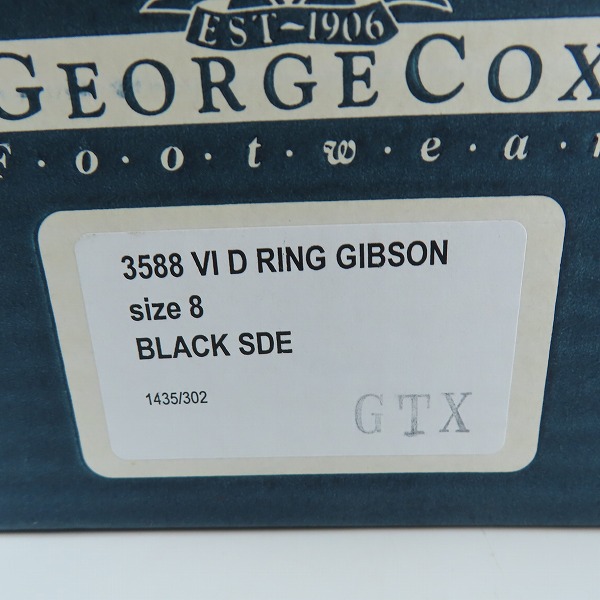 EST-1906
GEORGE COX
F·o·o·t·w·e·a·r
3588 VI D RING GIBSON
size 8
BLACK SDE
1435/302
GTX